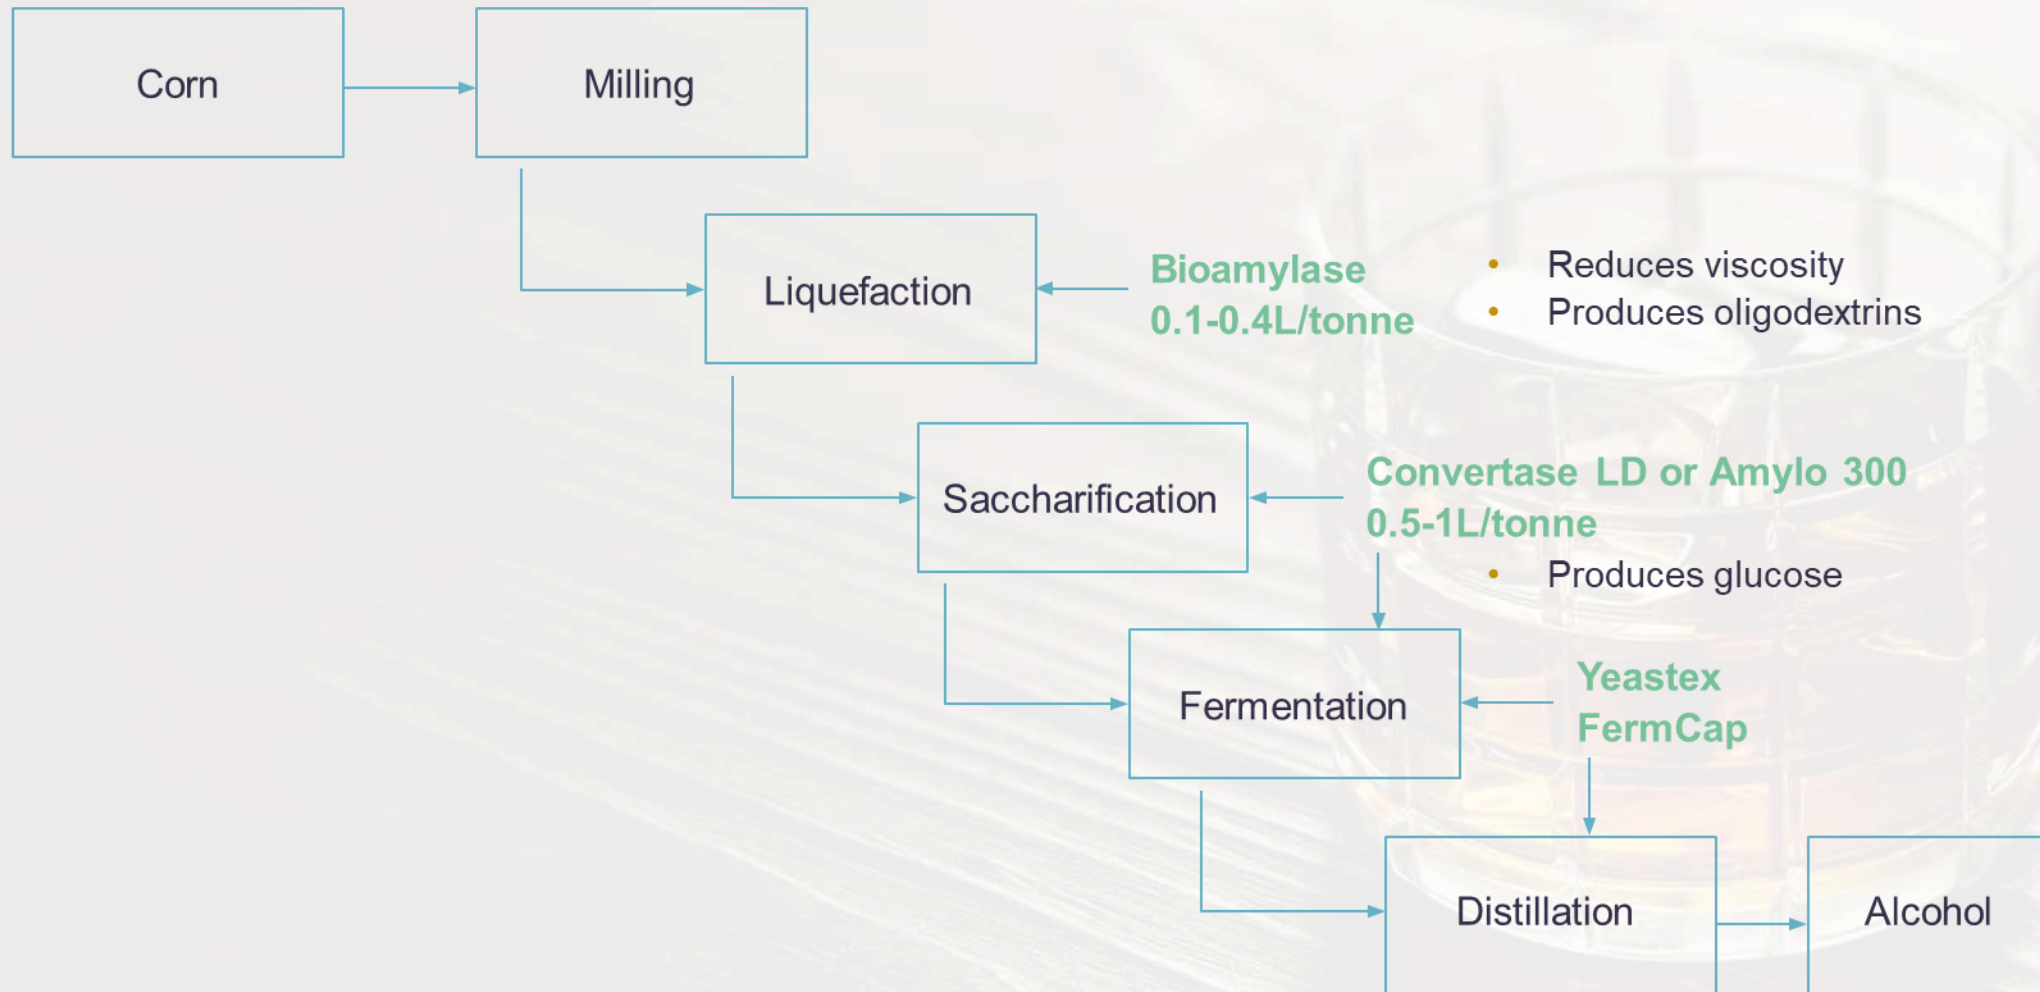 Corn
Milling
Liquefaction
Bioamylase
0.1-0.4L/tonne
• Reduces viscosity
• Produces oligodextrins
Saccharification
Convertase LD or Amylo 300
0.5-1L/tonne
• Produces glucose
Fermentation
Yeastex
FermCap
Distillation
Alcohol